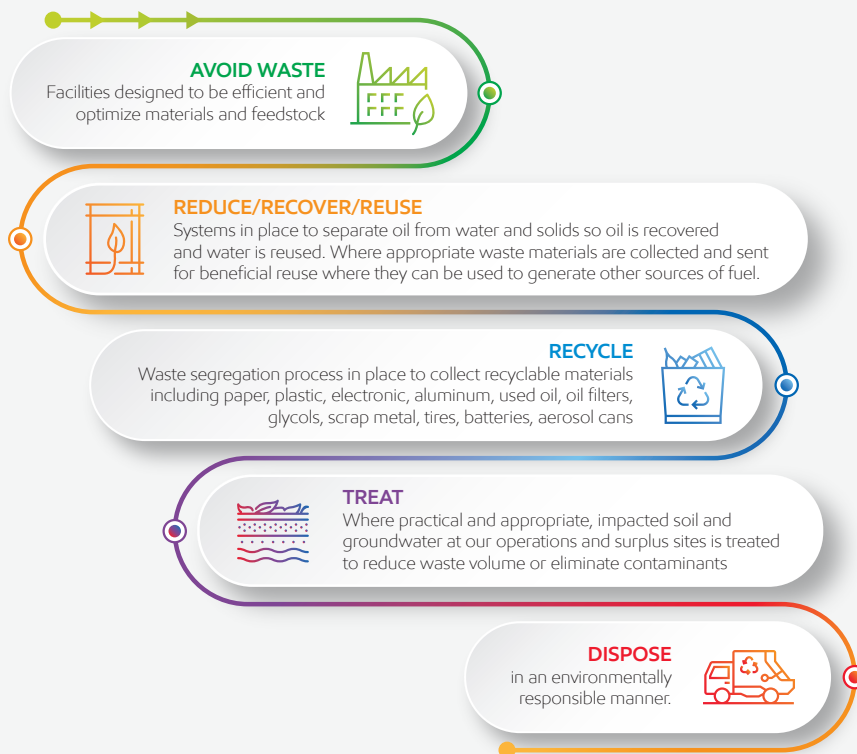 AVOID WASTE
Facilities designed to be efficient and
optimize materials and feedstock
REDUCE/RECOVER/REUSE
Systems in place to separate oil from water and solids so oil is recovered
and water is reused. Where appropriate waste materials are collected and sent
for beneficial reuse where they can be used to generate other sources of fuel.
RECYCLE
Waste segregation process in place to collect recyclable materials
including paper, plastic, electronic, aluminum, used oil, oil filters,
glycols, scrap metal, tires, batteries, aerosol cans
TREAT
Where practical and appropriate, impacted soil and
groundwater at our operations and surplus sites is treated
to reduce waste volume or eliminate contaminants
DISPOSE
in an environmentally
responsible manner.